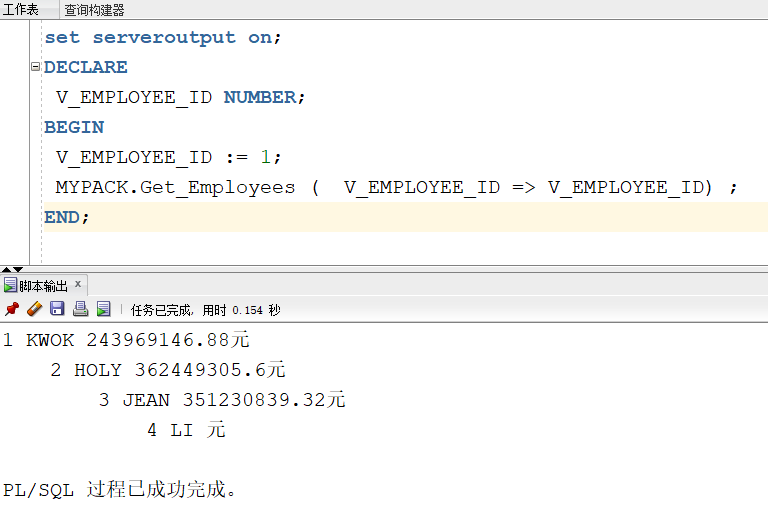 工作表 查询构建器
set serveroutput on;
DECLARE
V_EMPLOYEE_ID NUMBER;
BEGIN
V_EMPLOYEE_ID := 1;
MYPACK.Get_Employees (  V_EMPLOYEE_ID => V_EMPLOYEE_ID) ;
END;
脚本输出 x
任务已完成, 用时 0.154 秒
1 KWOK 243969146.88元
2 HOLY 362449305.6元
3 JEAN 351230839.32元
4 LI 元
PL/SQL 过程已成功完成。